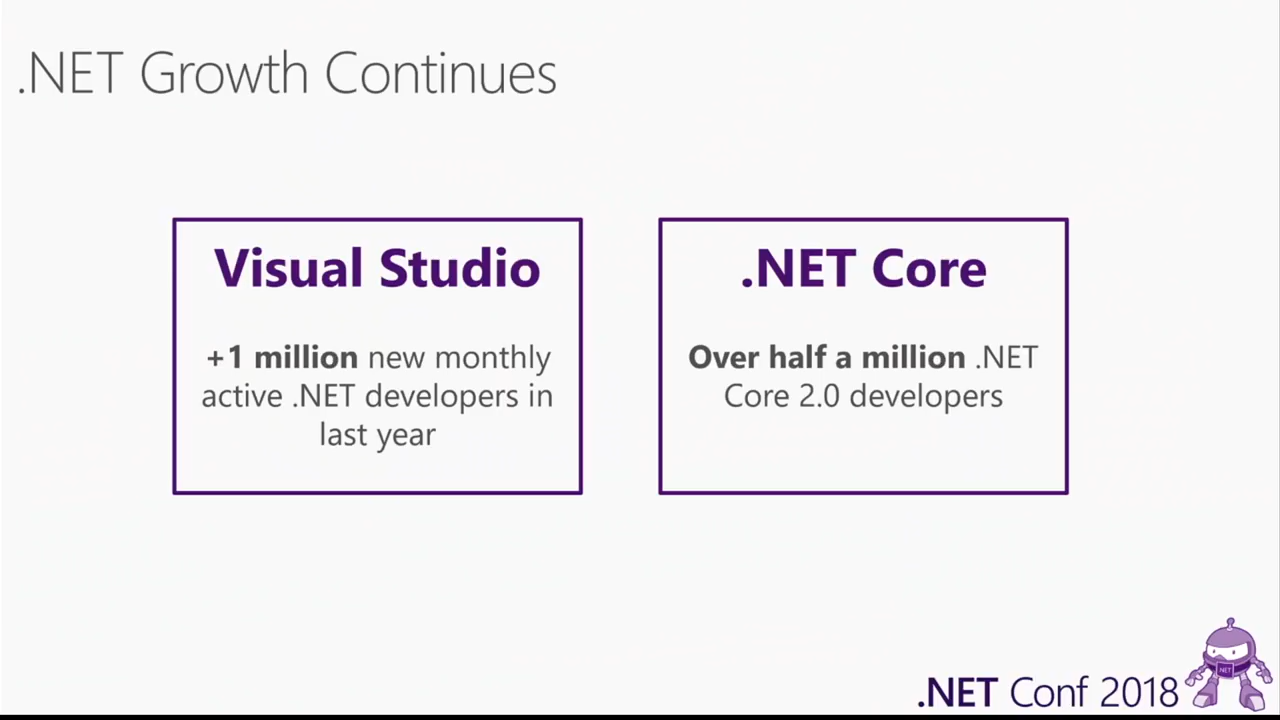 .NET Growth Continues
Visual Studio
+1 million new monthly
active .NET developers in
last year
.NET Core
Over half a million .NET
Core 2.0 developers
.NET Conf 2018
.NET